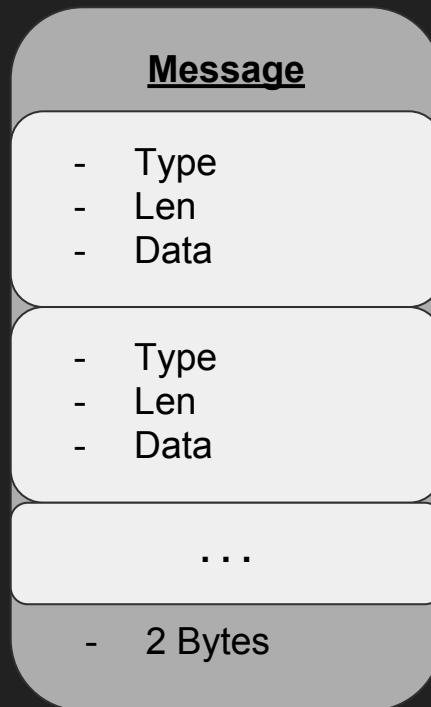 Message
- Type
- Len
- Data
- Type
- Len
- Data
...
- 2 Bytes